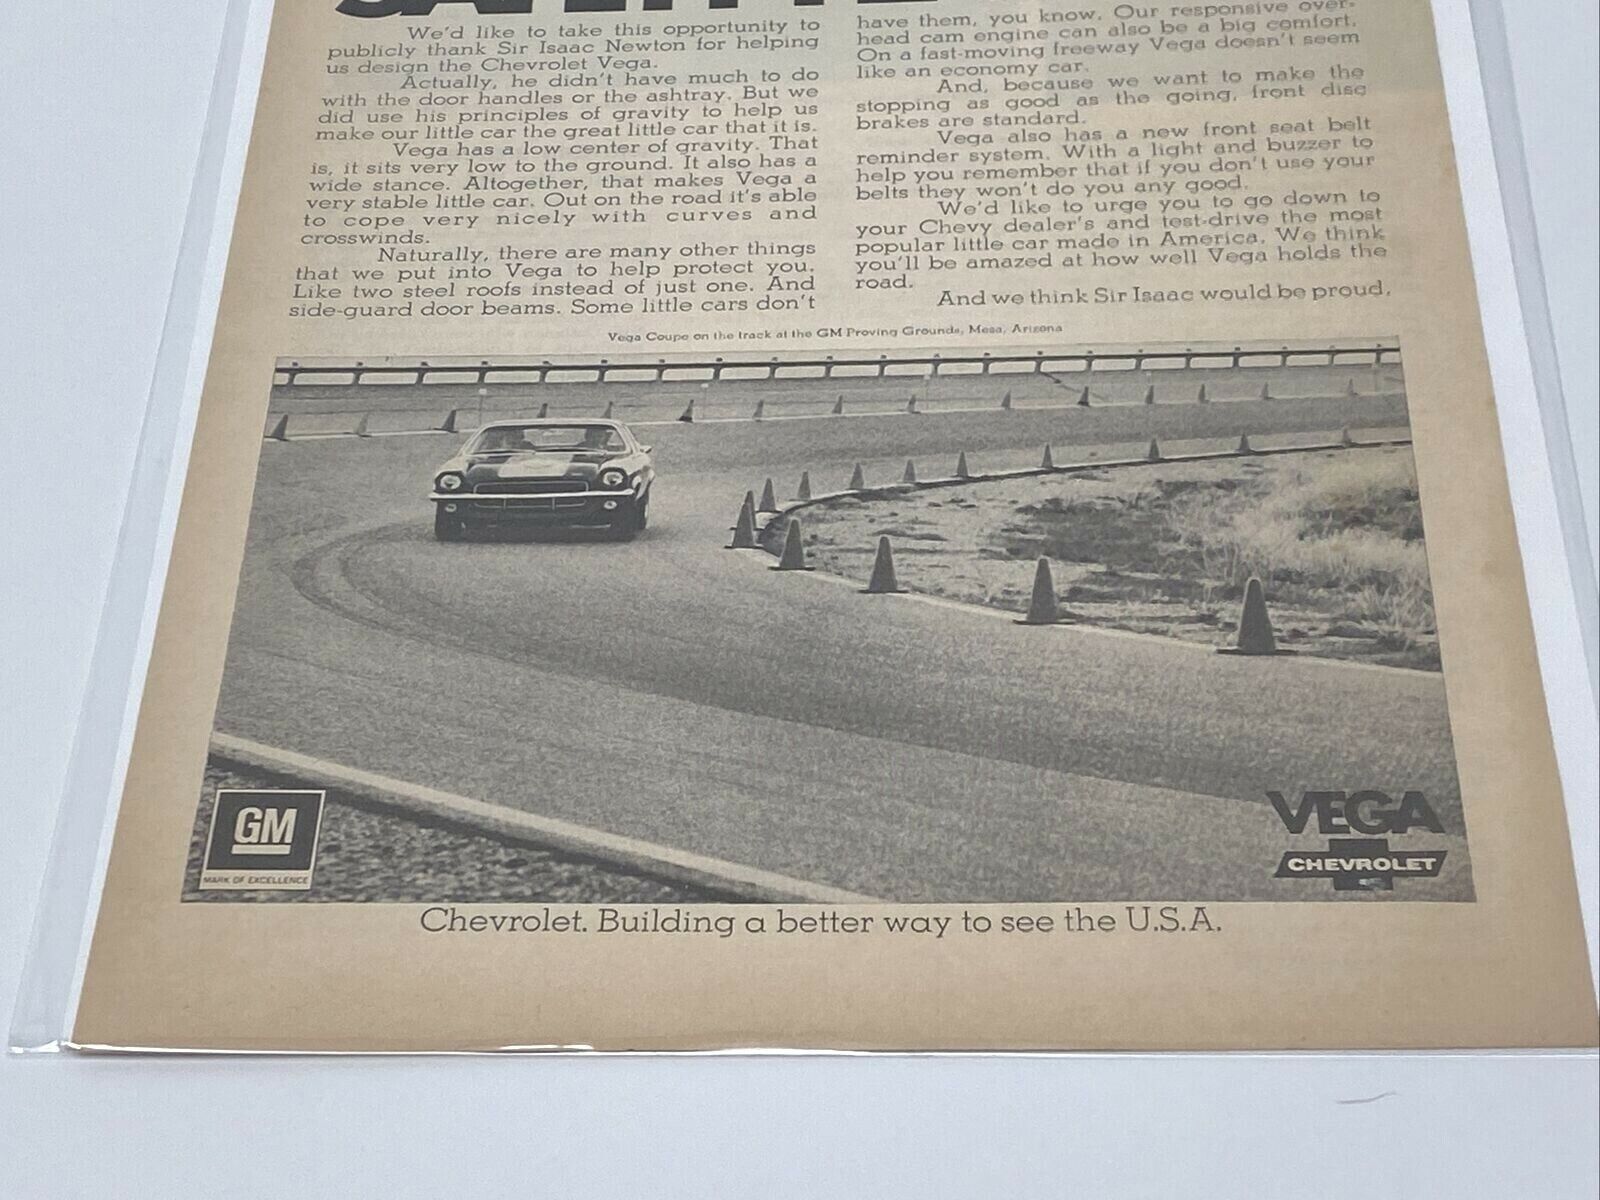 We'd like to take this opportunity to
publicly thank Sir Isaac Newton for helping
us design the Chevrolet Vega.
Actually, he didn't have much to do
with the door handles or the ashtray. But we
did use his principles of gravity to help us
make our little car the great little car that it is.
Vega has a low center of gravity. That
is, it sits very low to the ground. It also has a
wide stance. Altogether, that makes Vega a
very stable little car. Out on the road it's able
to cope very nicely with curves and
crosswinds.
Naturally, there are many other things
that we put into Vega to help protect you.
Like two steel roofs instead of just one. And
side-guard door beams. Some little cars don't
have them, you know. Our responsive over-
head cam engine can also be a big comfort.
On a fast-moving freeway Vega doesn't seem
like an economy car.
And, because we want to make the
stopping as good as the going, front disc
brakes are standard.
Vega also has a new front seat belt
reminder system. With a light and buzzer to
help you remember that if you don't use your
belts they won't do you any good.
We'd like to urge you to go down to
your Chevy dealer's and test-drive the most
popular little car made in America. We think
you'll be amazed at how well Vega holds the
road.
And we think Sir Isaac would be proud.
Vega Coupe on the track at the GM Proving Grounds, Mesa, Arizona
GM
MARK OF EXCELLENCE
VEGA
CHEVROLET
Chevrolet. Building a better way to see the U.S.A.